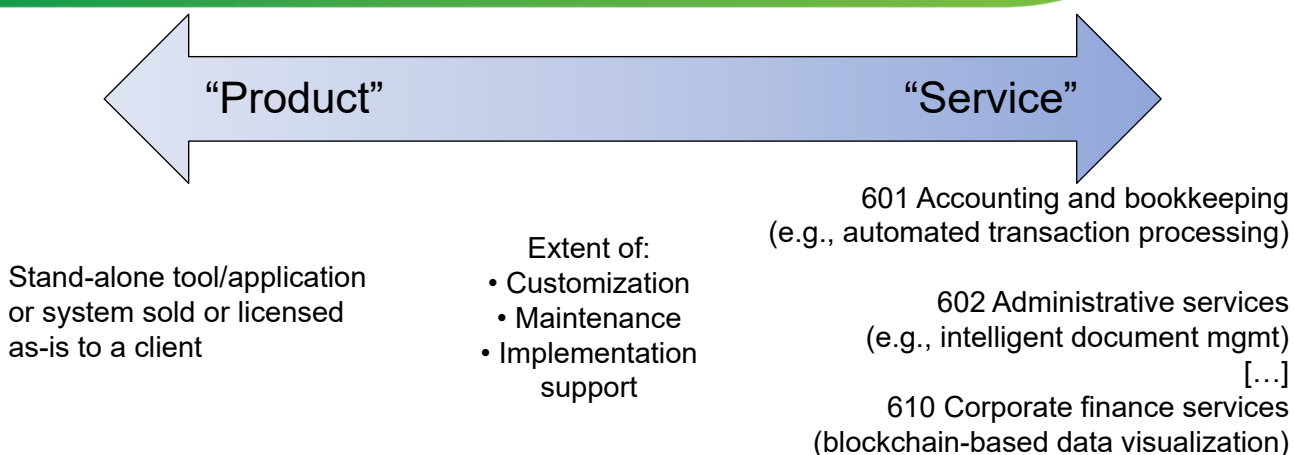 “Product”
“Service”
Stand-alone tool/application
or system sold or licensed
as-is to a client
Extent of:
• Customization
• Maintenance
• Implementation
support
601 Accounting and bookkeeping
(e.g., automated transaction processing)
602 Administrative services
(e.g., intelligent document mgmt)
[…]
610 Corporate finance services
(blockchain-based data visualization)